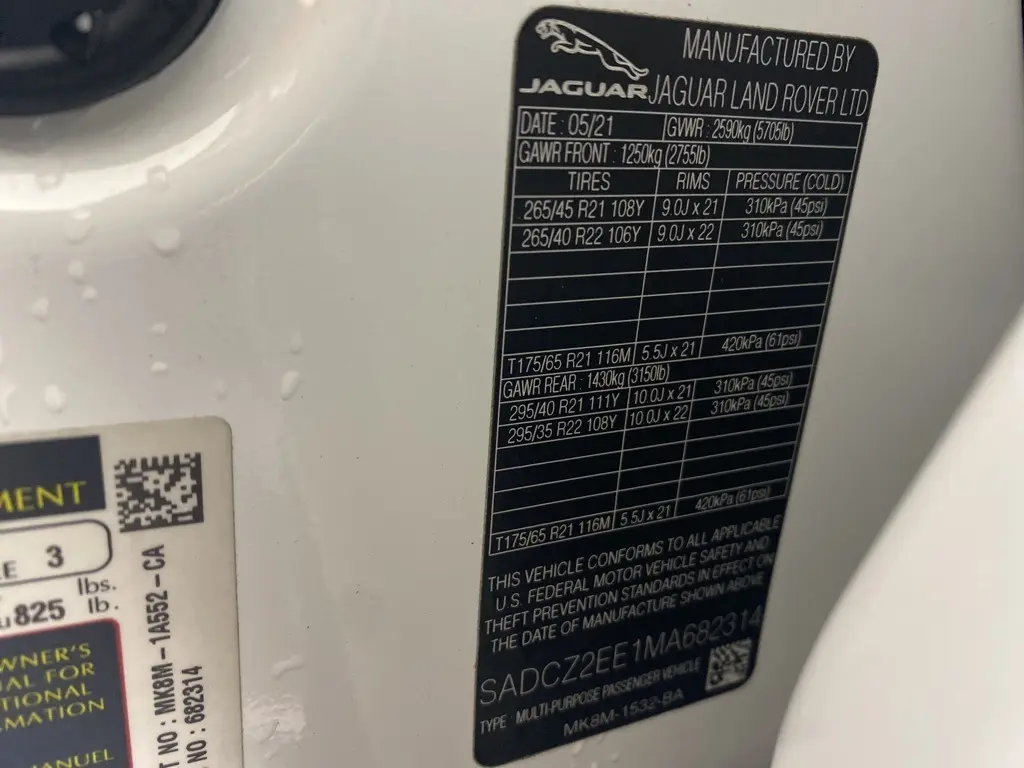 JAGUAR
MANUFACTURED BY
JAGUAR LAND ROVER LTD
DATE : 05/21 GVWR : 2590kg (5705lb)
GAWR FRONT : 1250kg (2755lb)
TIRES RIMS PRESSURE (COLD)
265/45 R21 108Y 9.0J x 21 310kPa (45psi)
265/40 R22 106Y 9.0J x 22 310kPa (45psi)
T175/65 R21 116M 5.5J x 21 420kPa (61psi)
GAWR REAR : 1430kg (3150lb)
295/40 R21 111Y 10.0J x 21 310kPa (45psi)
295/35 R22 108Y 10.0J x 22 310kPa (45psi)
T175/65 R21 116M 5.5J x 21 420kPa (61psi)
THIS VEHICLE CONFORMS TO ALL APPLICABLE
U.S. FEDERAL MOTOR VEHICLE SAFETY AND
THEFT PREVENTION STANDARDS IN EFFECT ON
THE DATE OF MANUFACTURE SHOWN ABOVE
SADCZ2EE1MA682314
TYPE : MULTI-PURPOSE PASSENGER VEHICLE
MK8M-1532-BA
MENT
E 3
825 lbs.
lb.
WNER'S
AL FOR
TIONAL
RMATION
ANUEL
T NO : MK8M-1A552-CA
NO : 682314